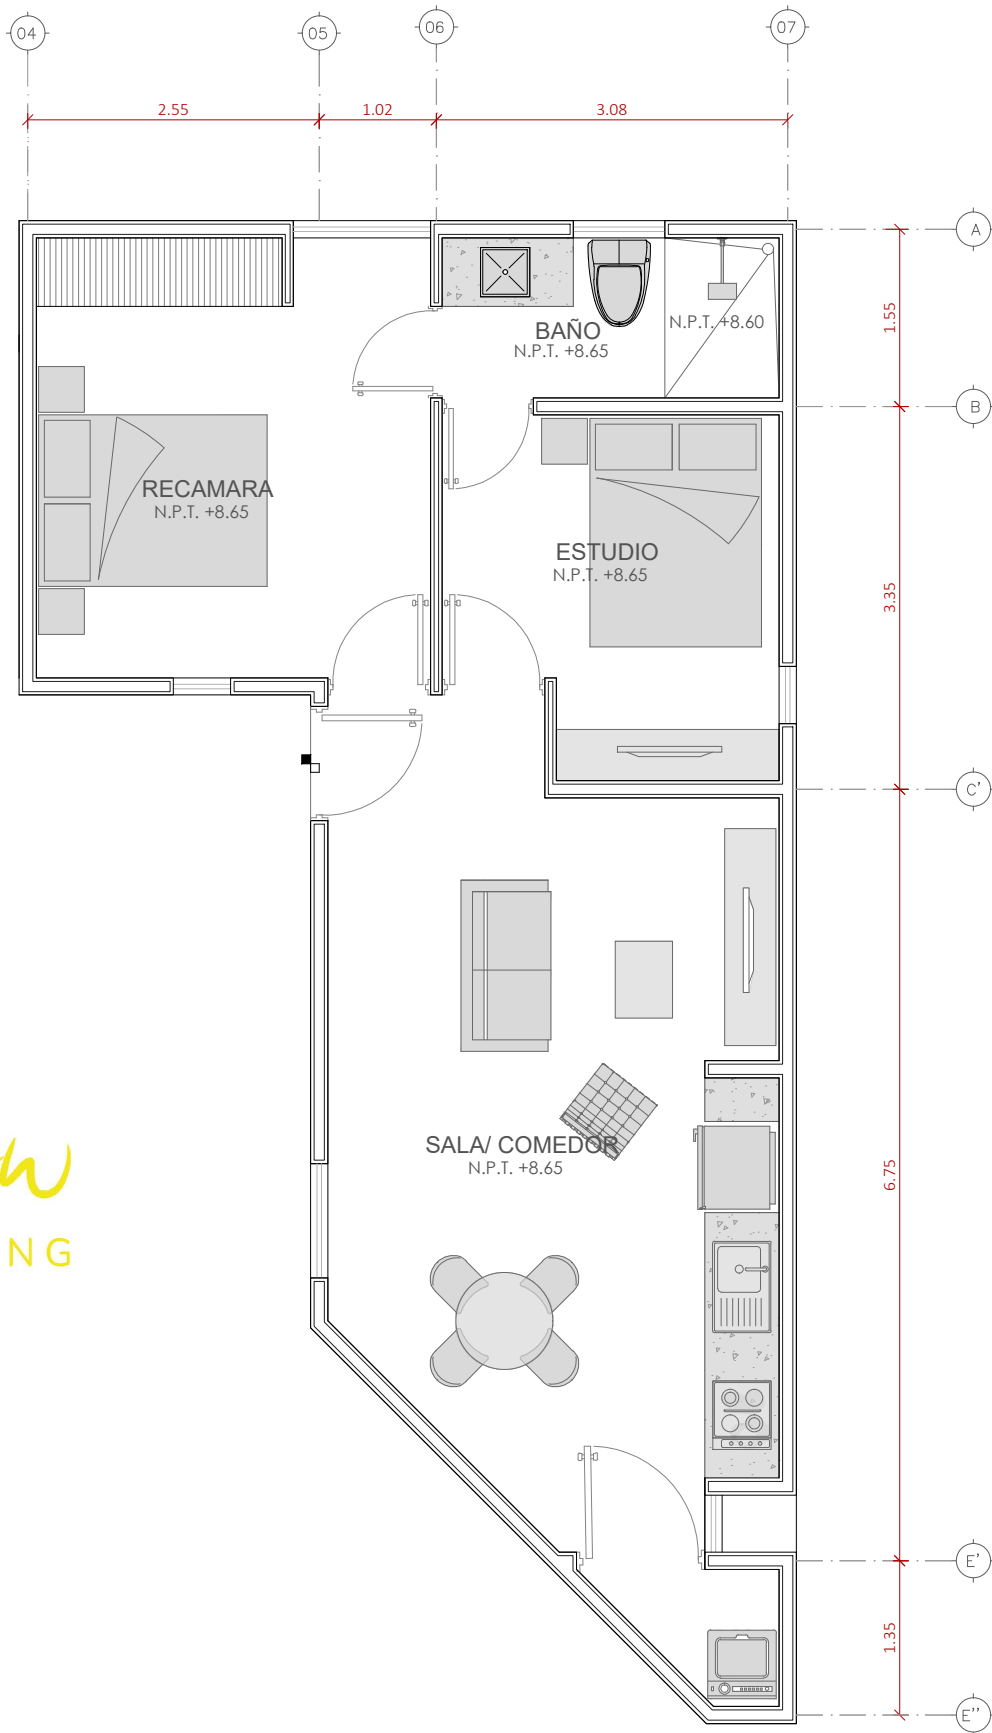 04
05
06
07
2.55
1.02
3.08
A
1.55
BAÑO
N.P.T. +8.65
N.P.T. +8.60
B
RECAMARA
N.P.T. +8.65
ESTUDIO
N.P.T. +8.65
3.35
C'
SALA/ COMEDOR
N.P.T. +8.65
6.75
NG
E'
1.35
E''